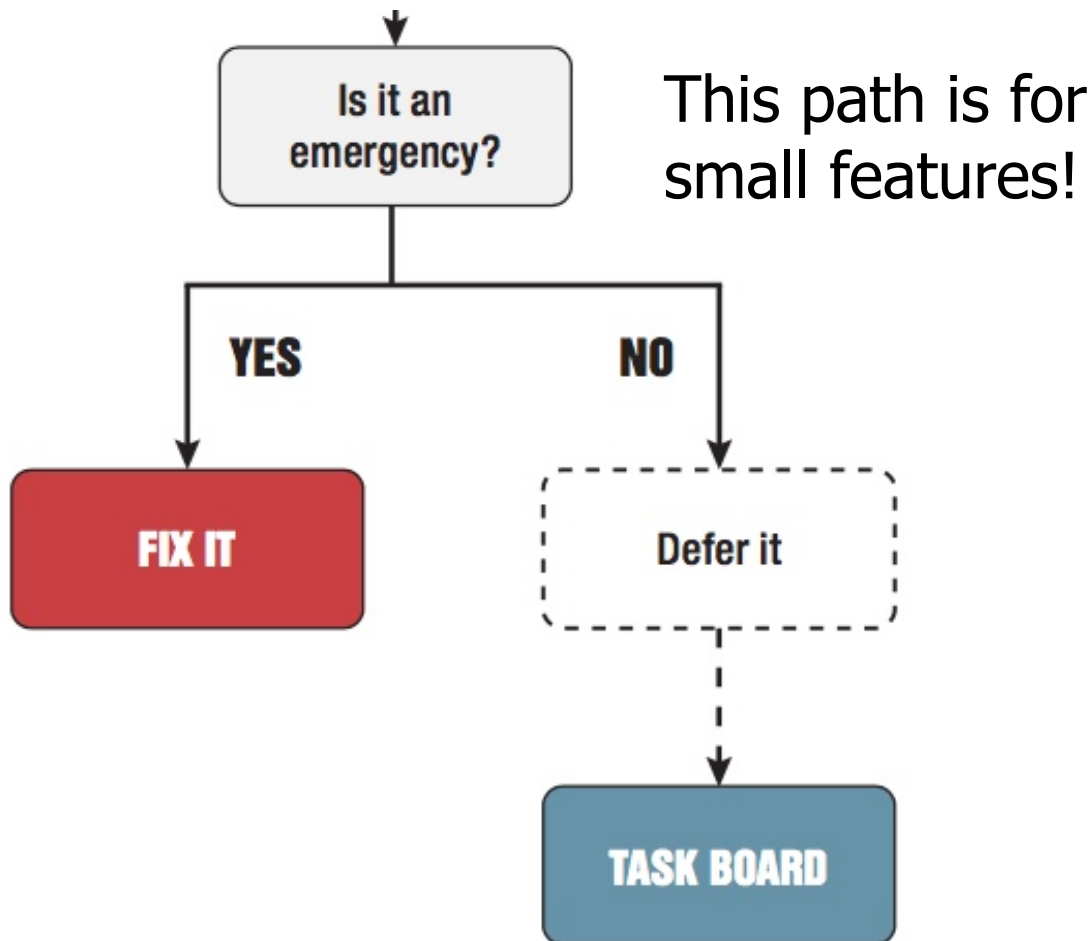 Is it an
emergency?
This path is for
small features!
YES
NO
FIX IT
Defer it
TASK BOARD